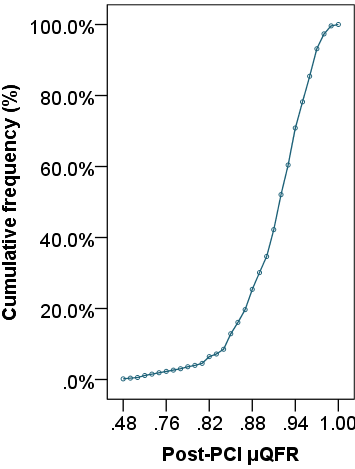 Cumulative frequency (%)
100.0%
80.0%
60.0%
40.0%
20.0%
.0%
.48 .76 .82 .88 .94 1.00
Post-PCI µQFR